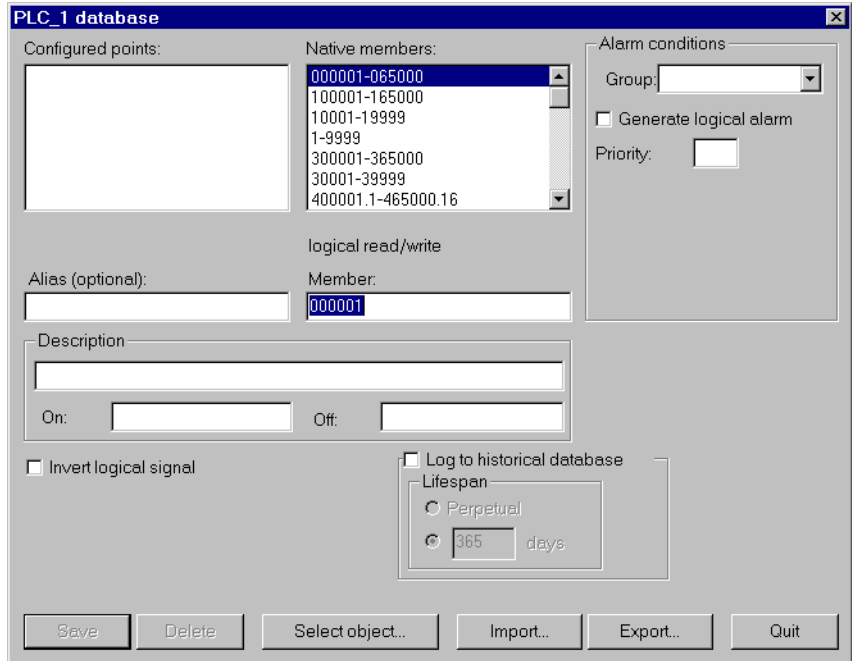 PLC_1 database
Configured points:
Native members:
000001-065000
100001-165000
10001-19999
1-9999
300001-365000
30001-39999
400001.1-465000.16
Alarm conditions
Group:
Generate logical alarm
Priority:
logical read/write
Alias (optional):
Member:
000001
Description
On:
Off:
Invert logical signal
Log to historical database
Lifespan
Perpetual
365 days
Save
Delete
Select object...
Import...
Export...
Quit